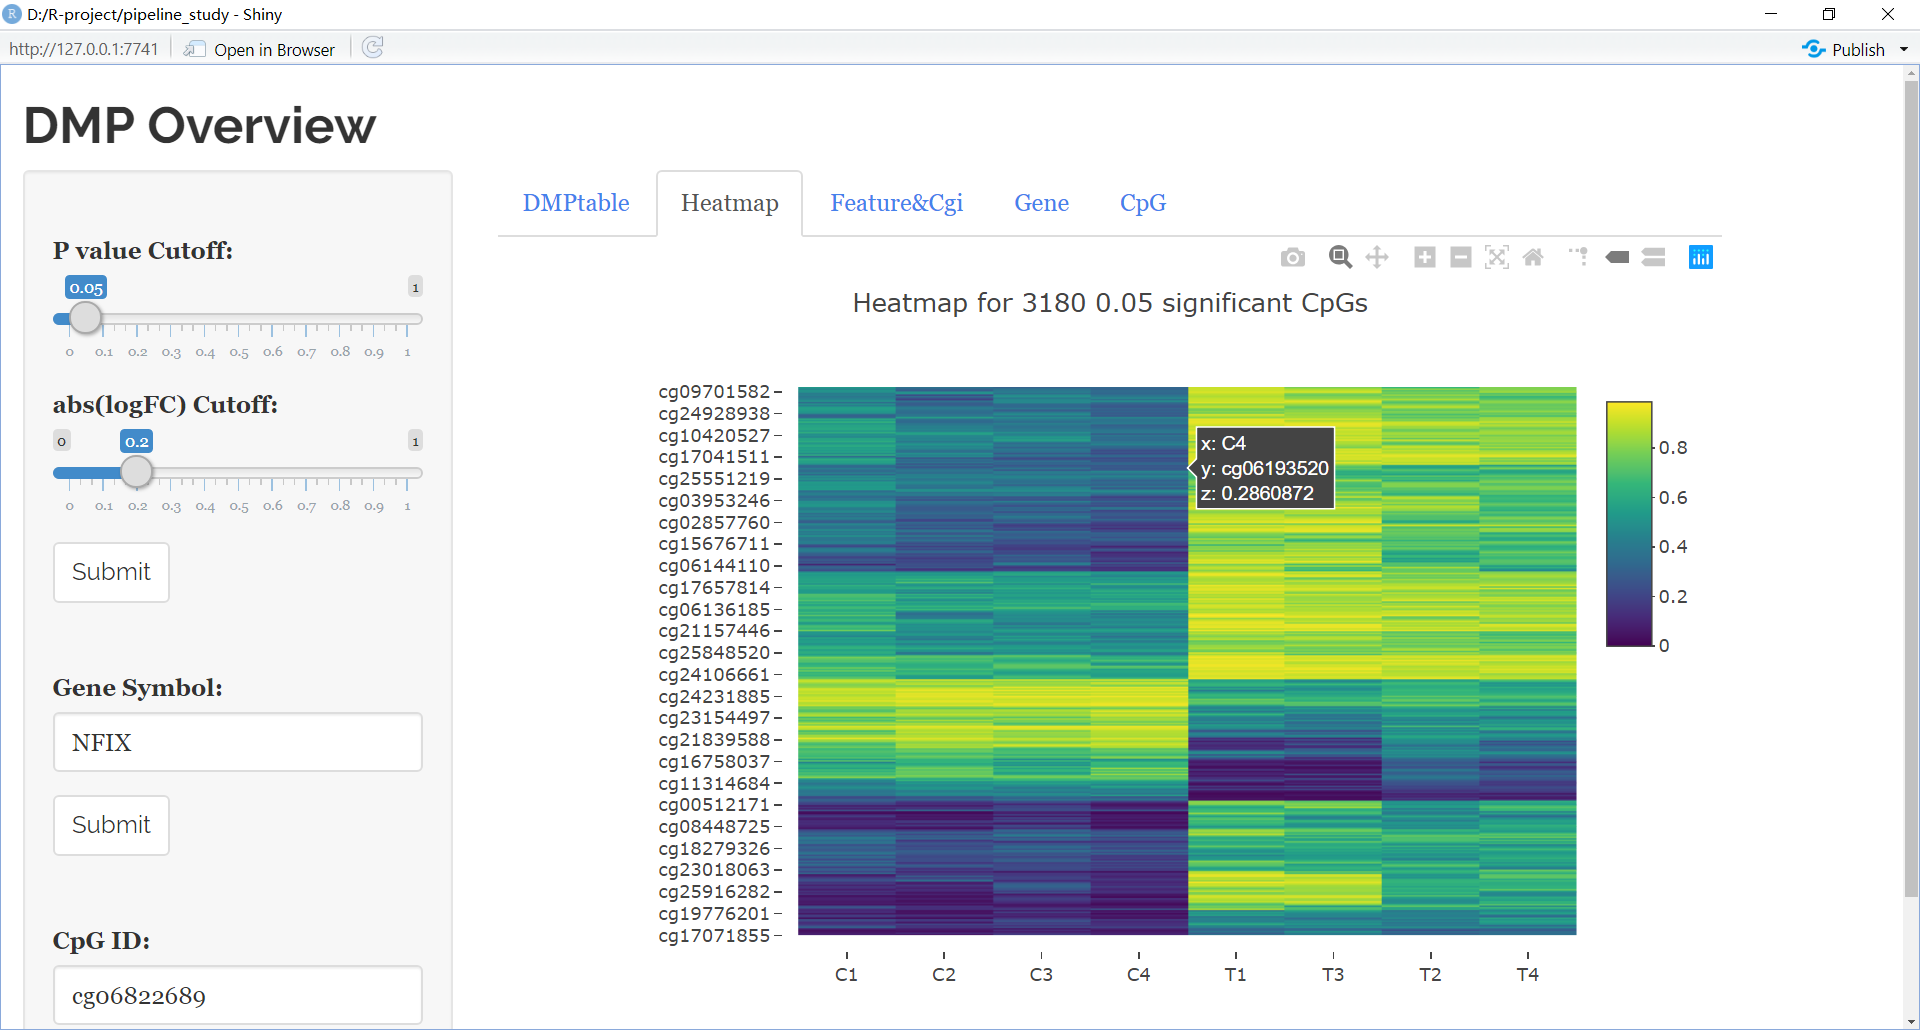 R D:/R-project/pipeline_study - Shiny
http://127.0.0.1:7741 Open in Browser Publish
DMP Overview
DMPtable Heatmap Feature&Cgi Gene CpG
P value Cutoff:
0.05 1
0 0.1 0.2 0.3 0.4 0.5 0.6 0.7 0.8 0.9 1
abs(logFC) Cutoff:
0 0.2 1
0 0.1 0.2 0.3 0.4 0.5 0.6 0.7 0.8 0.9 1
Submit
Gene Symbol:
NFIX
Submit
CpG ID:
cg06822689
Heatmap for 3180 0.05 significant CpGs
cg09701582
cg24928938
cg10420527
cg17041511
cg25551219
cg03953246
cg02857760
cg15676711
cg06144110
cg17657814
cg06136185
cg21157446
cg25848520
cg24106661
cg24231885
cg23154497
cg21839588
cg16758037
cg11314684
cg00512171
cg08448725
cg18279326
cg23018063
cg25916282
cg19776201
cg17071855
x: C4
y: cg06193520
z: 0.2860872
C1 C2 C3 C4 T1 T3 T2 T4
0.8
0.6
0.4
0.2
0